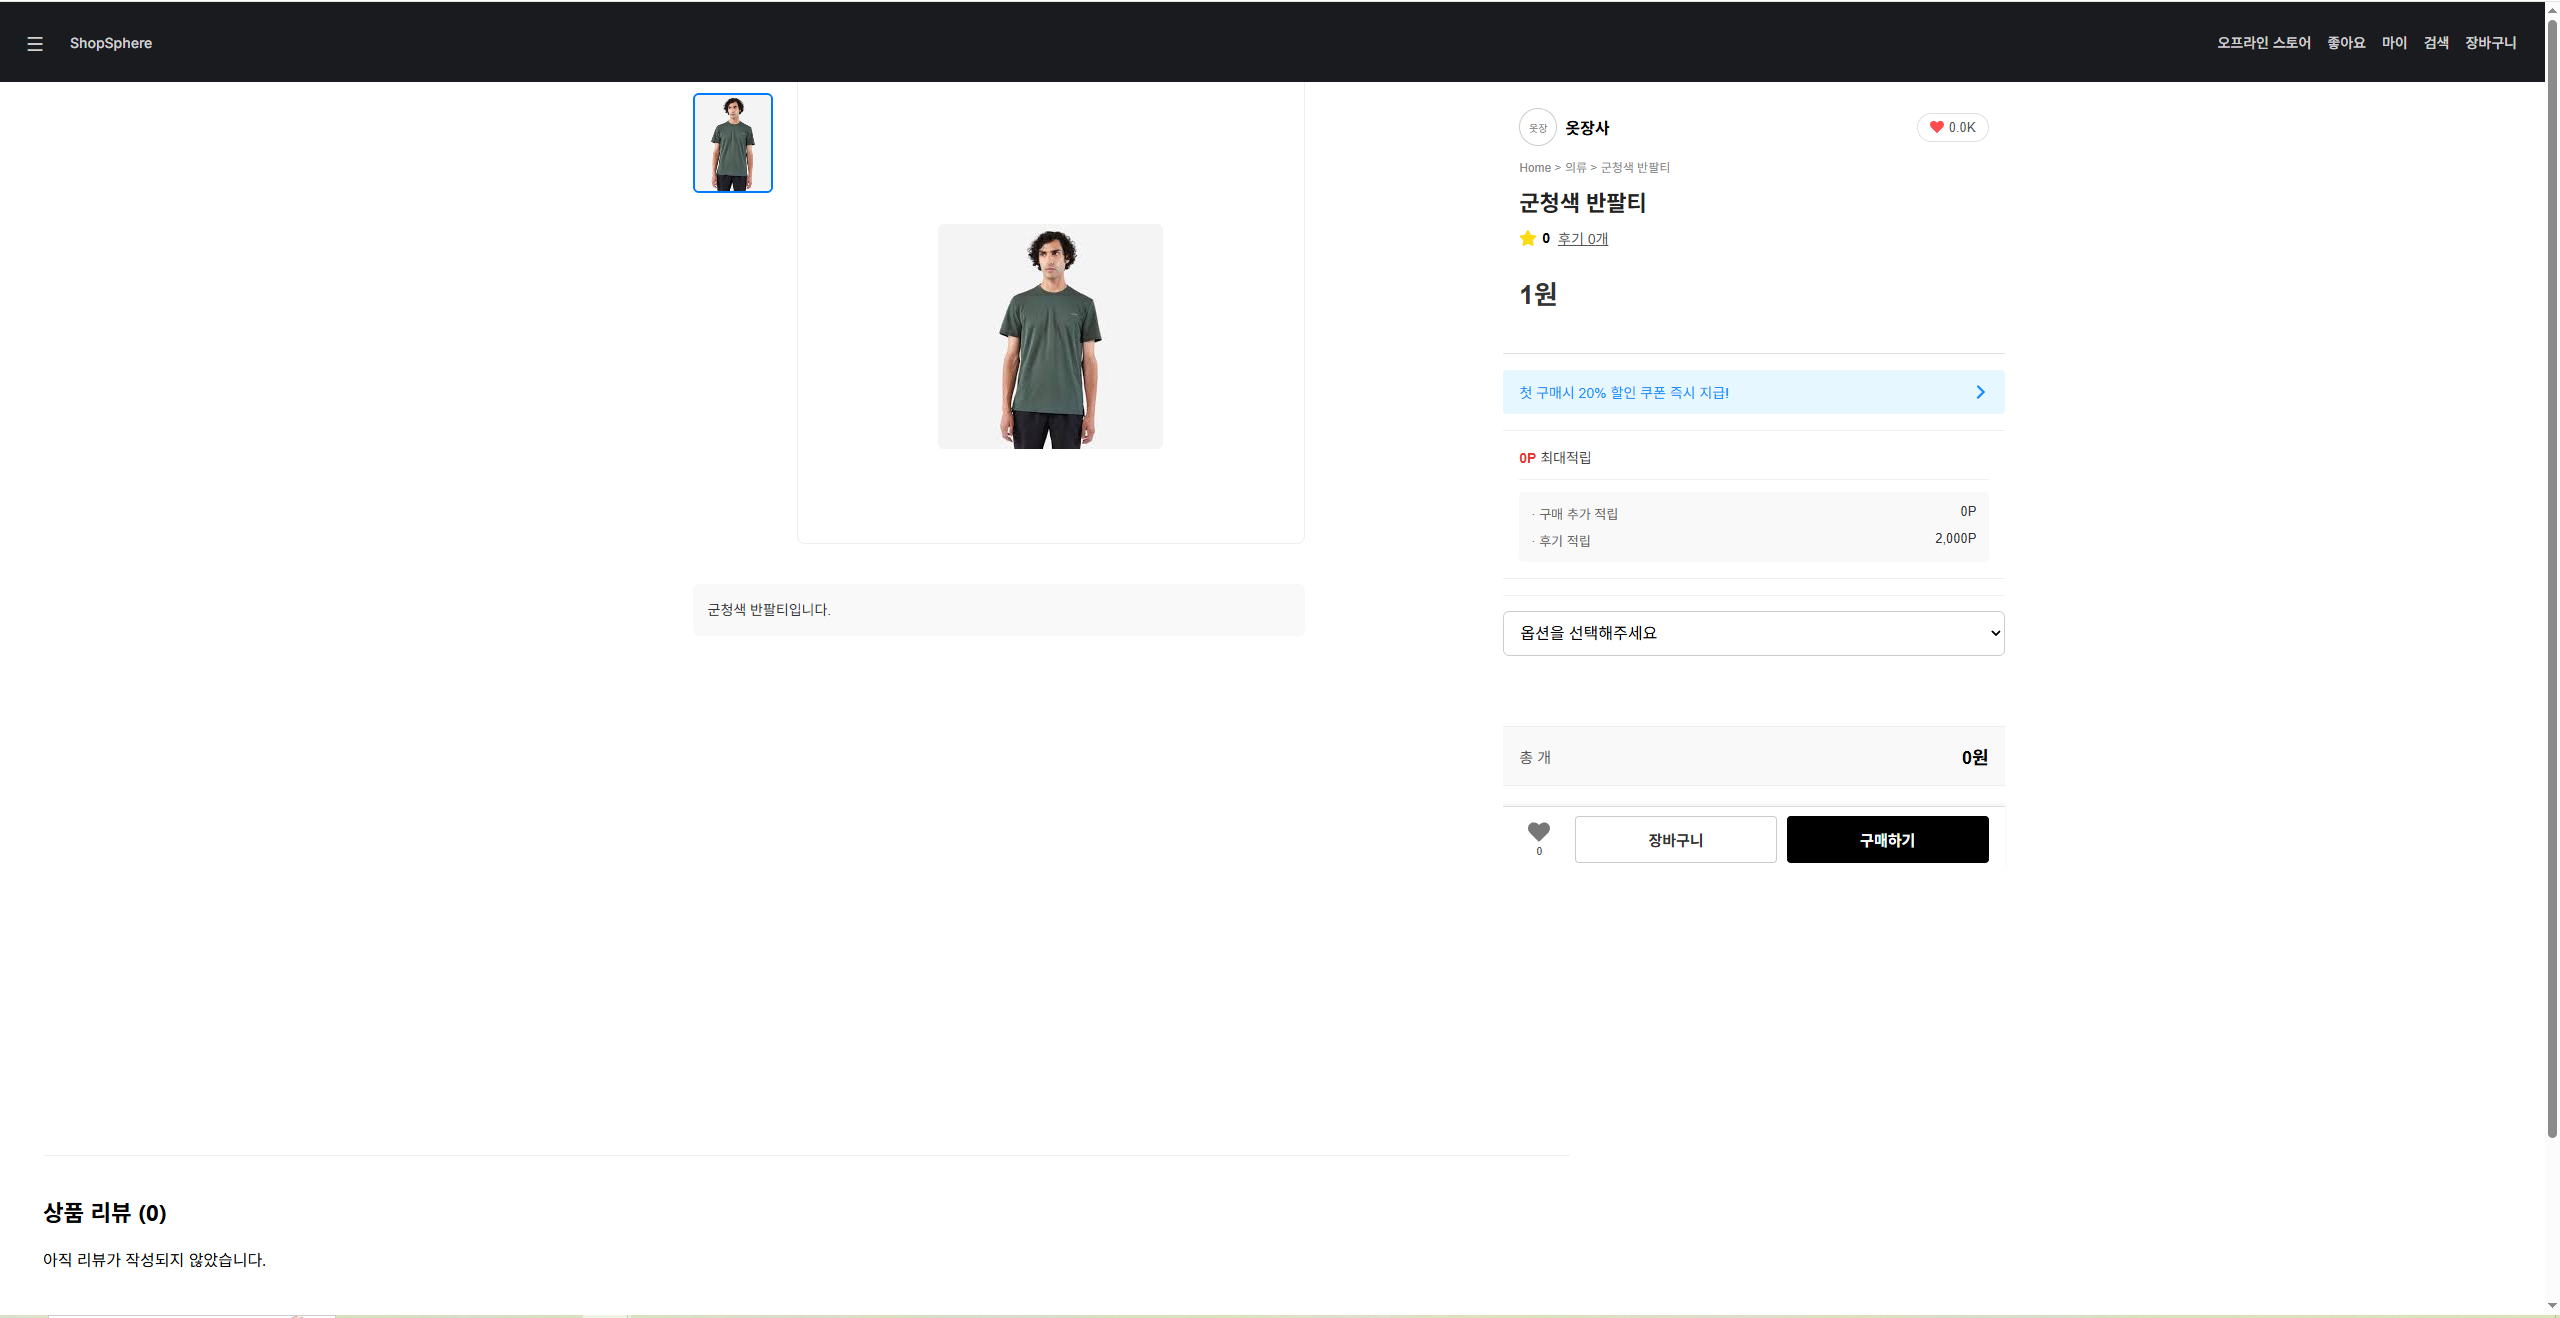 ☰ ShopSphere
오프라인 스토어 좋아요 마이 검색 장바구니
옷장 옷장사
0.0K
Home > 의류 > 군청색 반팔티
군청색 반팔티
0 후기 0개
1원
첫 구매시 20% 할인 쿠폰 즉시 지급!
0P 최대적립
· 구매 추가 적립 0P
· 후기 적립 2,000P
군청색 반팔티입니다.
옵션을 선택해주세요
총 개 0원
0
장바구니
구매하기
상품 리뷰 (0)
아직 리뷰가 작성되지 않았습니다.